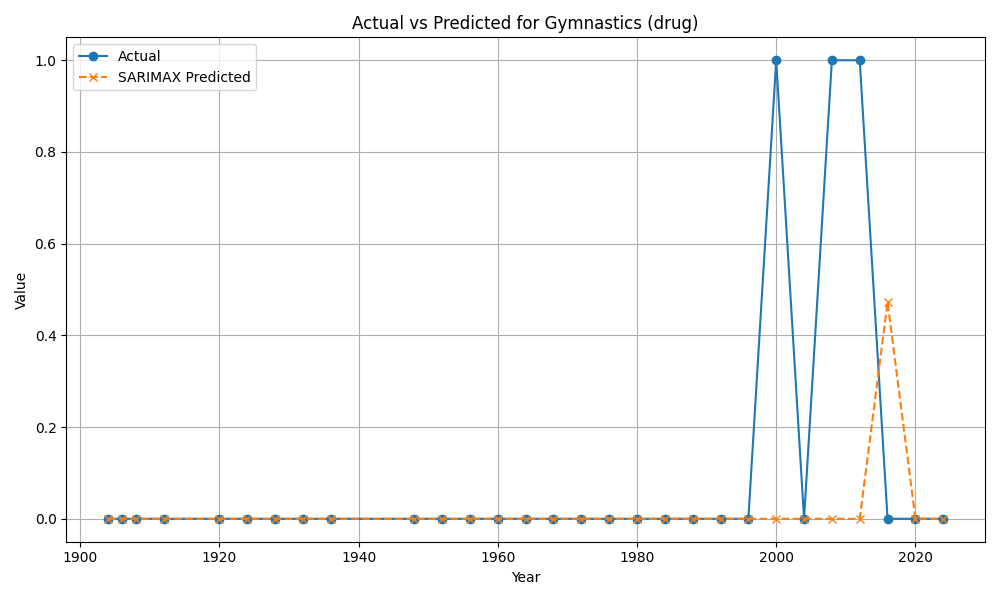 Actual vs Predicted for Gymnastics (drug)
Actual
SARIMAX Predicted
1.0
0.8
0.6
0.4
0.2
0.0
Value
1900 1920 1940 1960 1980 2000 2020
Year